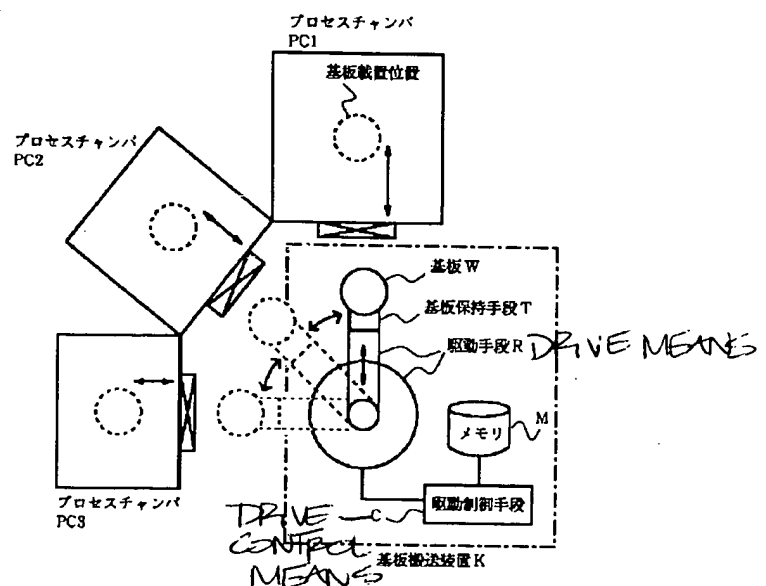 プロセスチャンバ
PC1
基板載置位置
プロセスチャンバ
PC2
基板W
基板保持手段T
駆動手段R DRIVE MEANS
メモリ
M
駆動制御手段
C
DRIVE
CONTROL
MEANS
プロセスチャンバ
PC3
基板搬送装置K